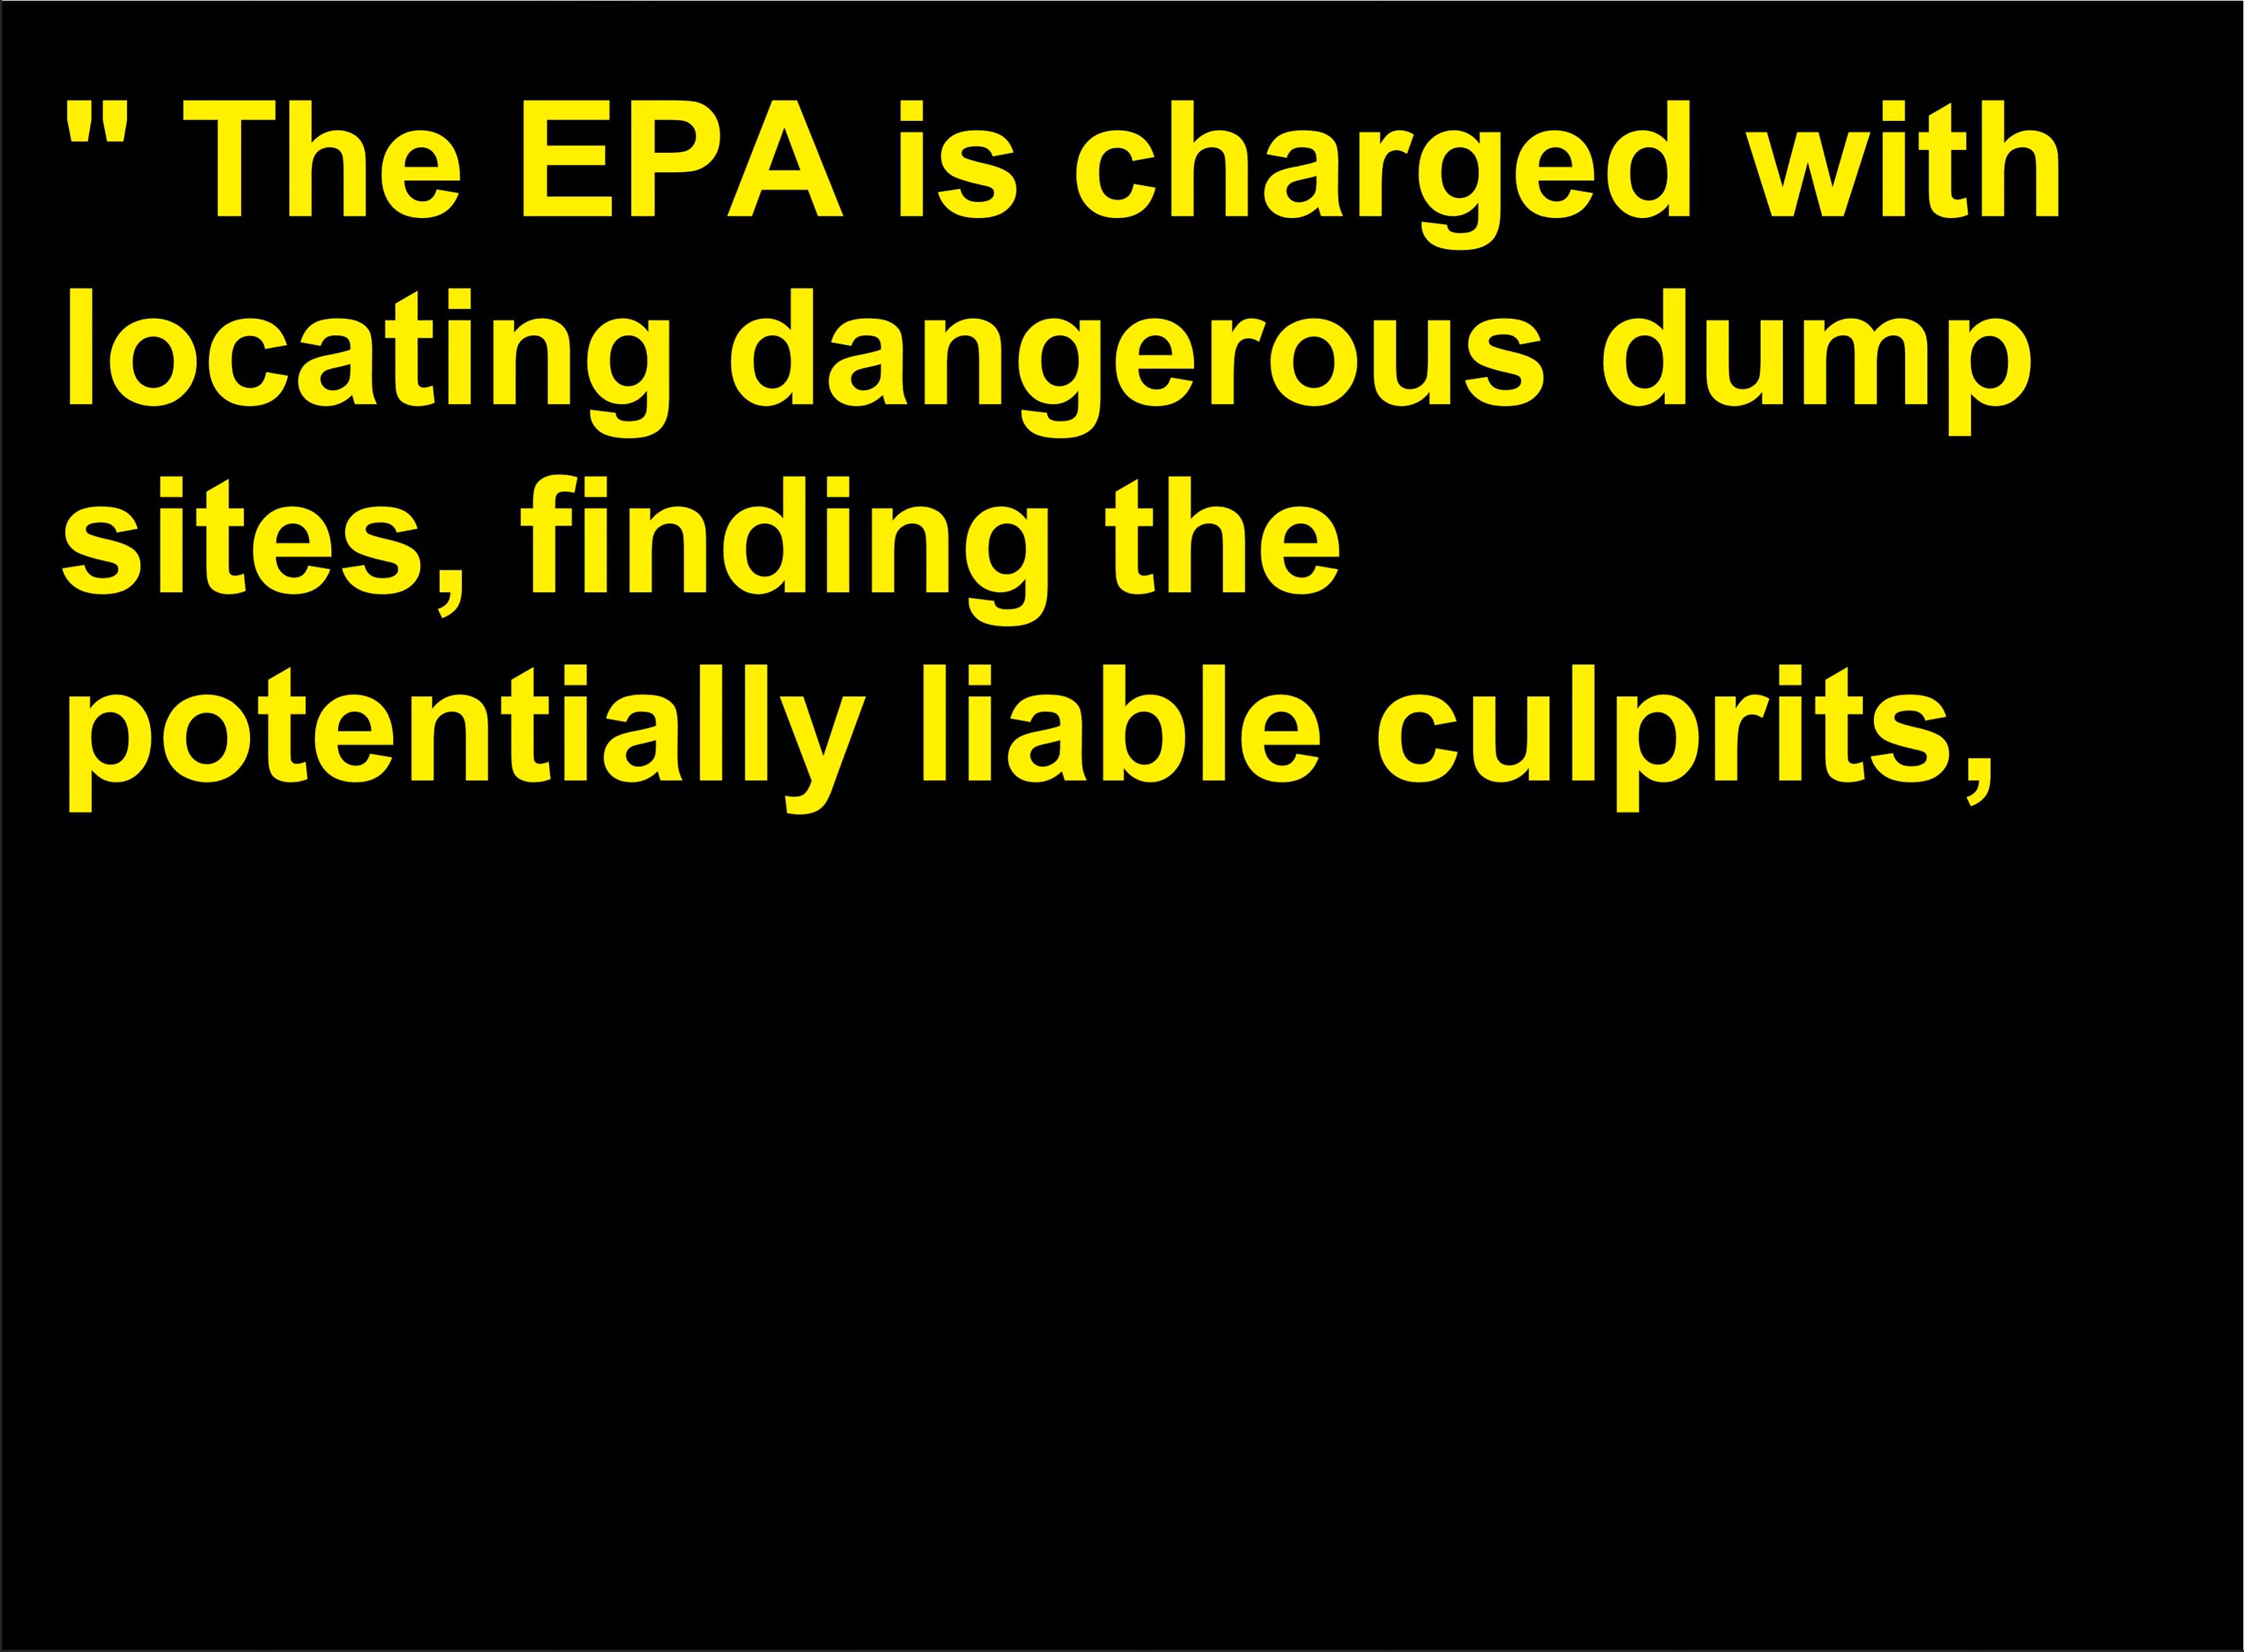 " The EPA is charged with
locating dangerous dump
sites, finding the
potentially liable culprits,